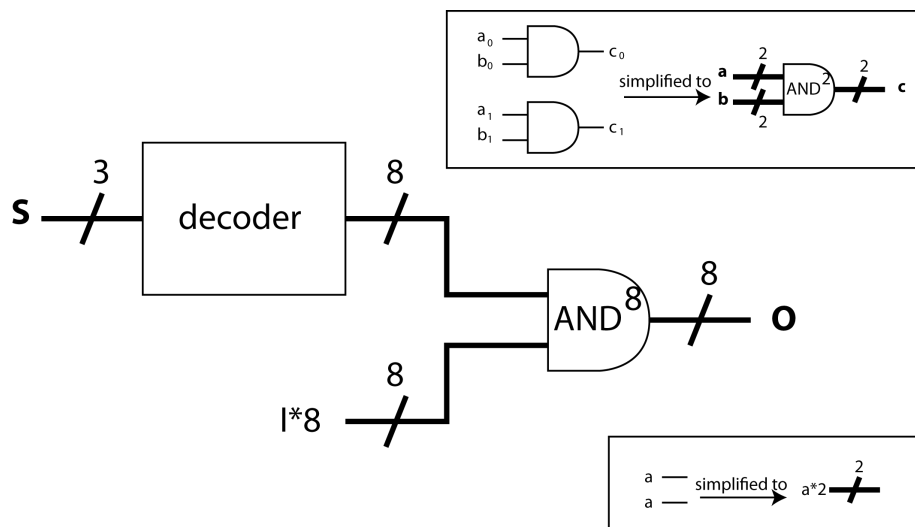 a0
b0
c0
a1
b1
c1
simplified to
a
2
b
2
AND2
2
c
S
3
decoder
8
8
I*8
AND8
8
O
a
a
simplified to
a*2
2